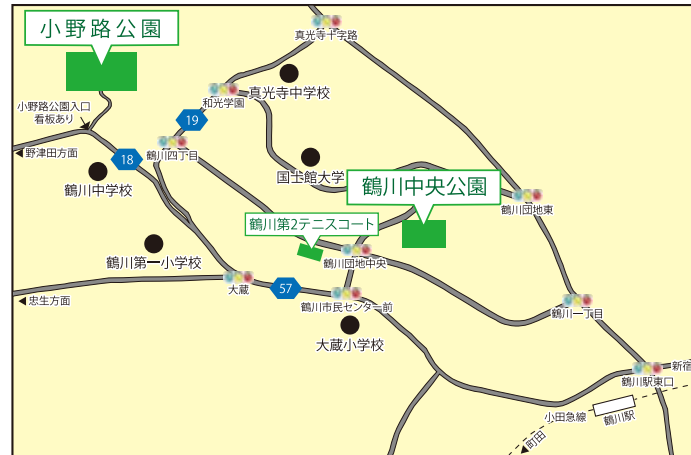 小野路公園
真光寺十字路
真光寺中学校
和光学園
小野路公園入口
看板あり
19
18
野津田方面
鶴川四丁目
国士館大学
鶴川中学校
鶴川中央公園
鶴川団地東
鶴川第2テニスコート
鶴川第一小学校
鶴川団地中央
大蔵
57
忠生方面
鶴川市民センター前
鶴川一丁目
大蔵小学校
新宿
鶴川駅東口
小田急線
鶴川駅
町田